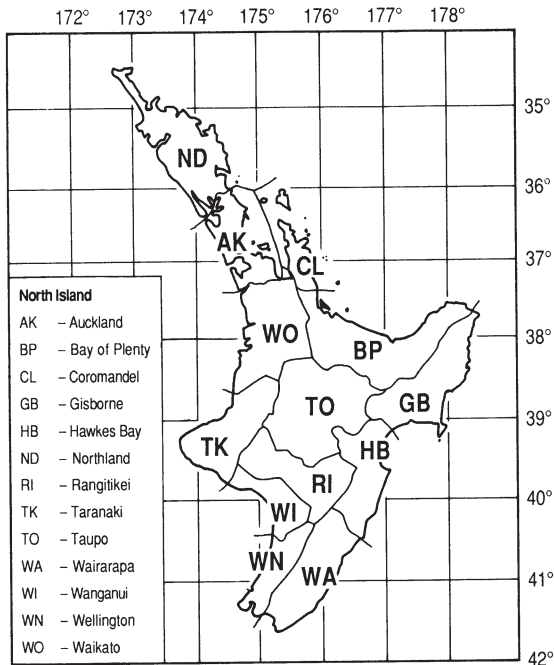 172° 173° 174° 175° 176° 177° 178°
35°
ND
36°
AK
CL
37°
North Island
AK – Auckland
BP – Bay of Plenty
CL – Coromandel
GB – Gisborne
HB – Hawkes Bay
ND – Northland
RI – Rangitikei
TK – Taranaki
TO – Taupo
WA – Wairarapa
WI – Wanganui
WN – Wellington
WO – Waikato
WO
BP
38°
TO
GB
39°
TK
HB
RI
40°
WI
WN
WA
41°
42°